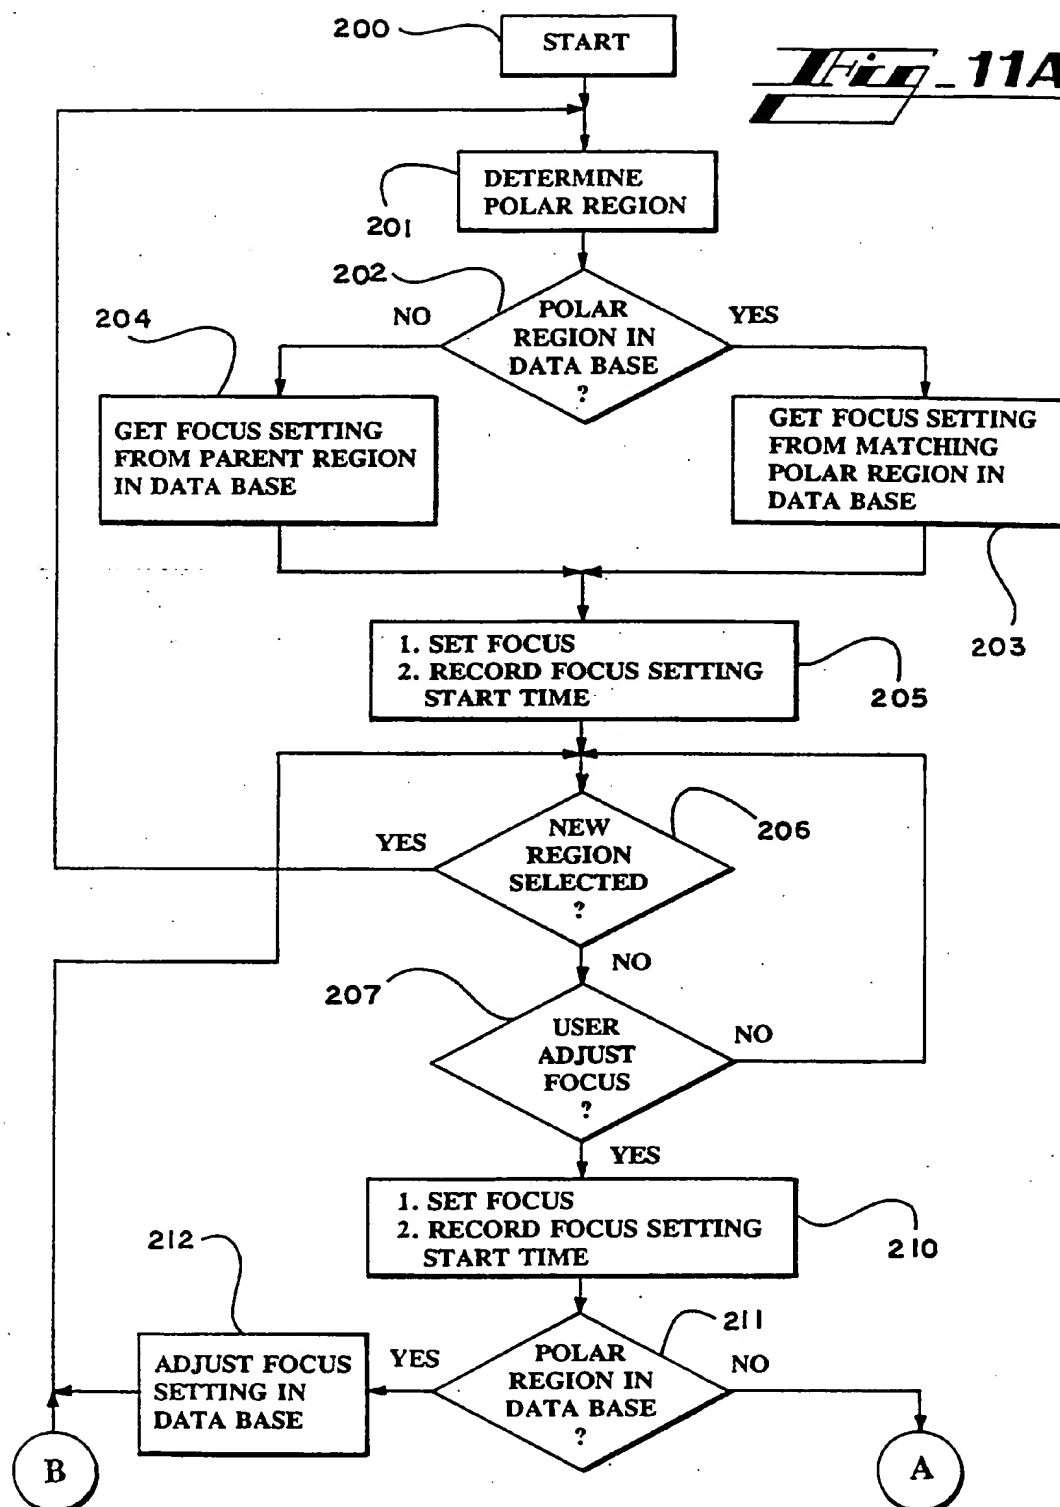 200
START
Fig_11A
DETERMINE
POLAR REGION
201
202
NO
POLAR
REGION IN
DATA BASE
?
YES
204
GET FOCUS SETTING
FROM PARENT REGION
IN DATA BASE
GET FOCUS SETTING
FROM MATCHING
POLAR REGION IN
DATA BASE
203
1. SET FOCUS
2. RECORD FOCUS SETTING
START TIME
205
YES
NEW
REGION
SELECTED
?
206
NO
207
USER
ADJUST
FOCUS
?
NO
YES
1. SET FOCUS
2. RECORD FOCUS SETTING
START TIME
210
212
ADJUST FOCUS
SETTING IN
DATA BASE
YES
POLAR
REGION IN
DATA BASE
?
211
NO
B
A